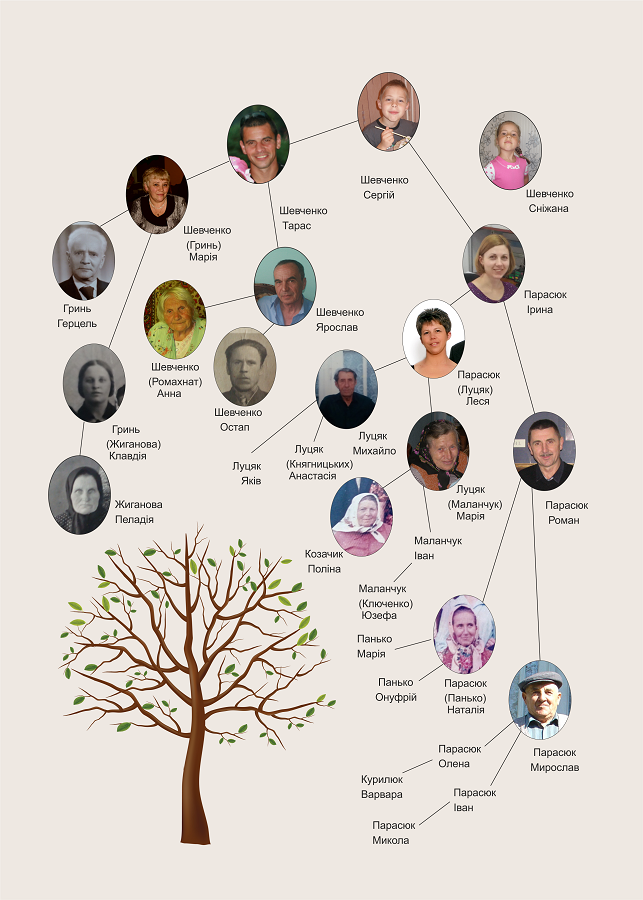 Шевченко
Сергій
Шевченко
Сніжана
Шевченко
Тарас
Шевченко
(Гринь)
Марія
Гринь
Герцель
Парасюк
Ірина
Шевченко
Ярослав
Шевченко
(Ромахнат)
Анна
Шевченко
Остап
Парасюк
(Луцяк)
Леся
Гринь
(Жиганова)
Клавдія
Луцяк
Михайло
Луцяк
(Княгницьких)
Анастасія
Луцяк
Яків
Луцяк
(Маланчук)
Марія
Жиганова
Пеладія
Парасюк
Роман
Маланчук
Іван
Козачик
Поліна
Маланчук
(Ключенко)
Юзефа
Панько
Марія
Панько
Онуфрій
Парасюк
(Панько)
Наталія
Парасюк
Мирослав
Парасюк
Олена
Курилюк
Варвара
Парасюк
Іван
Парасюк
Микола